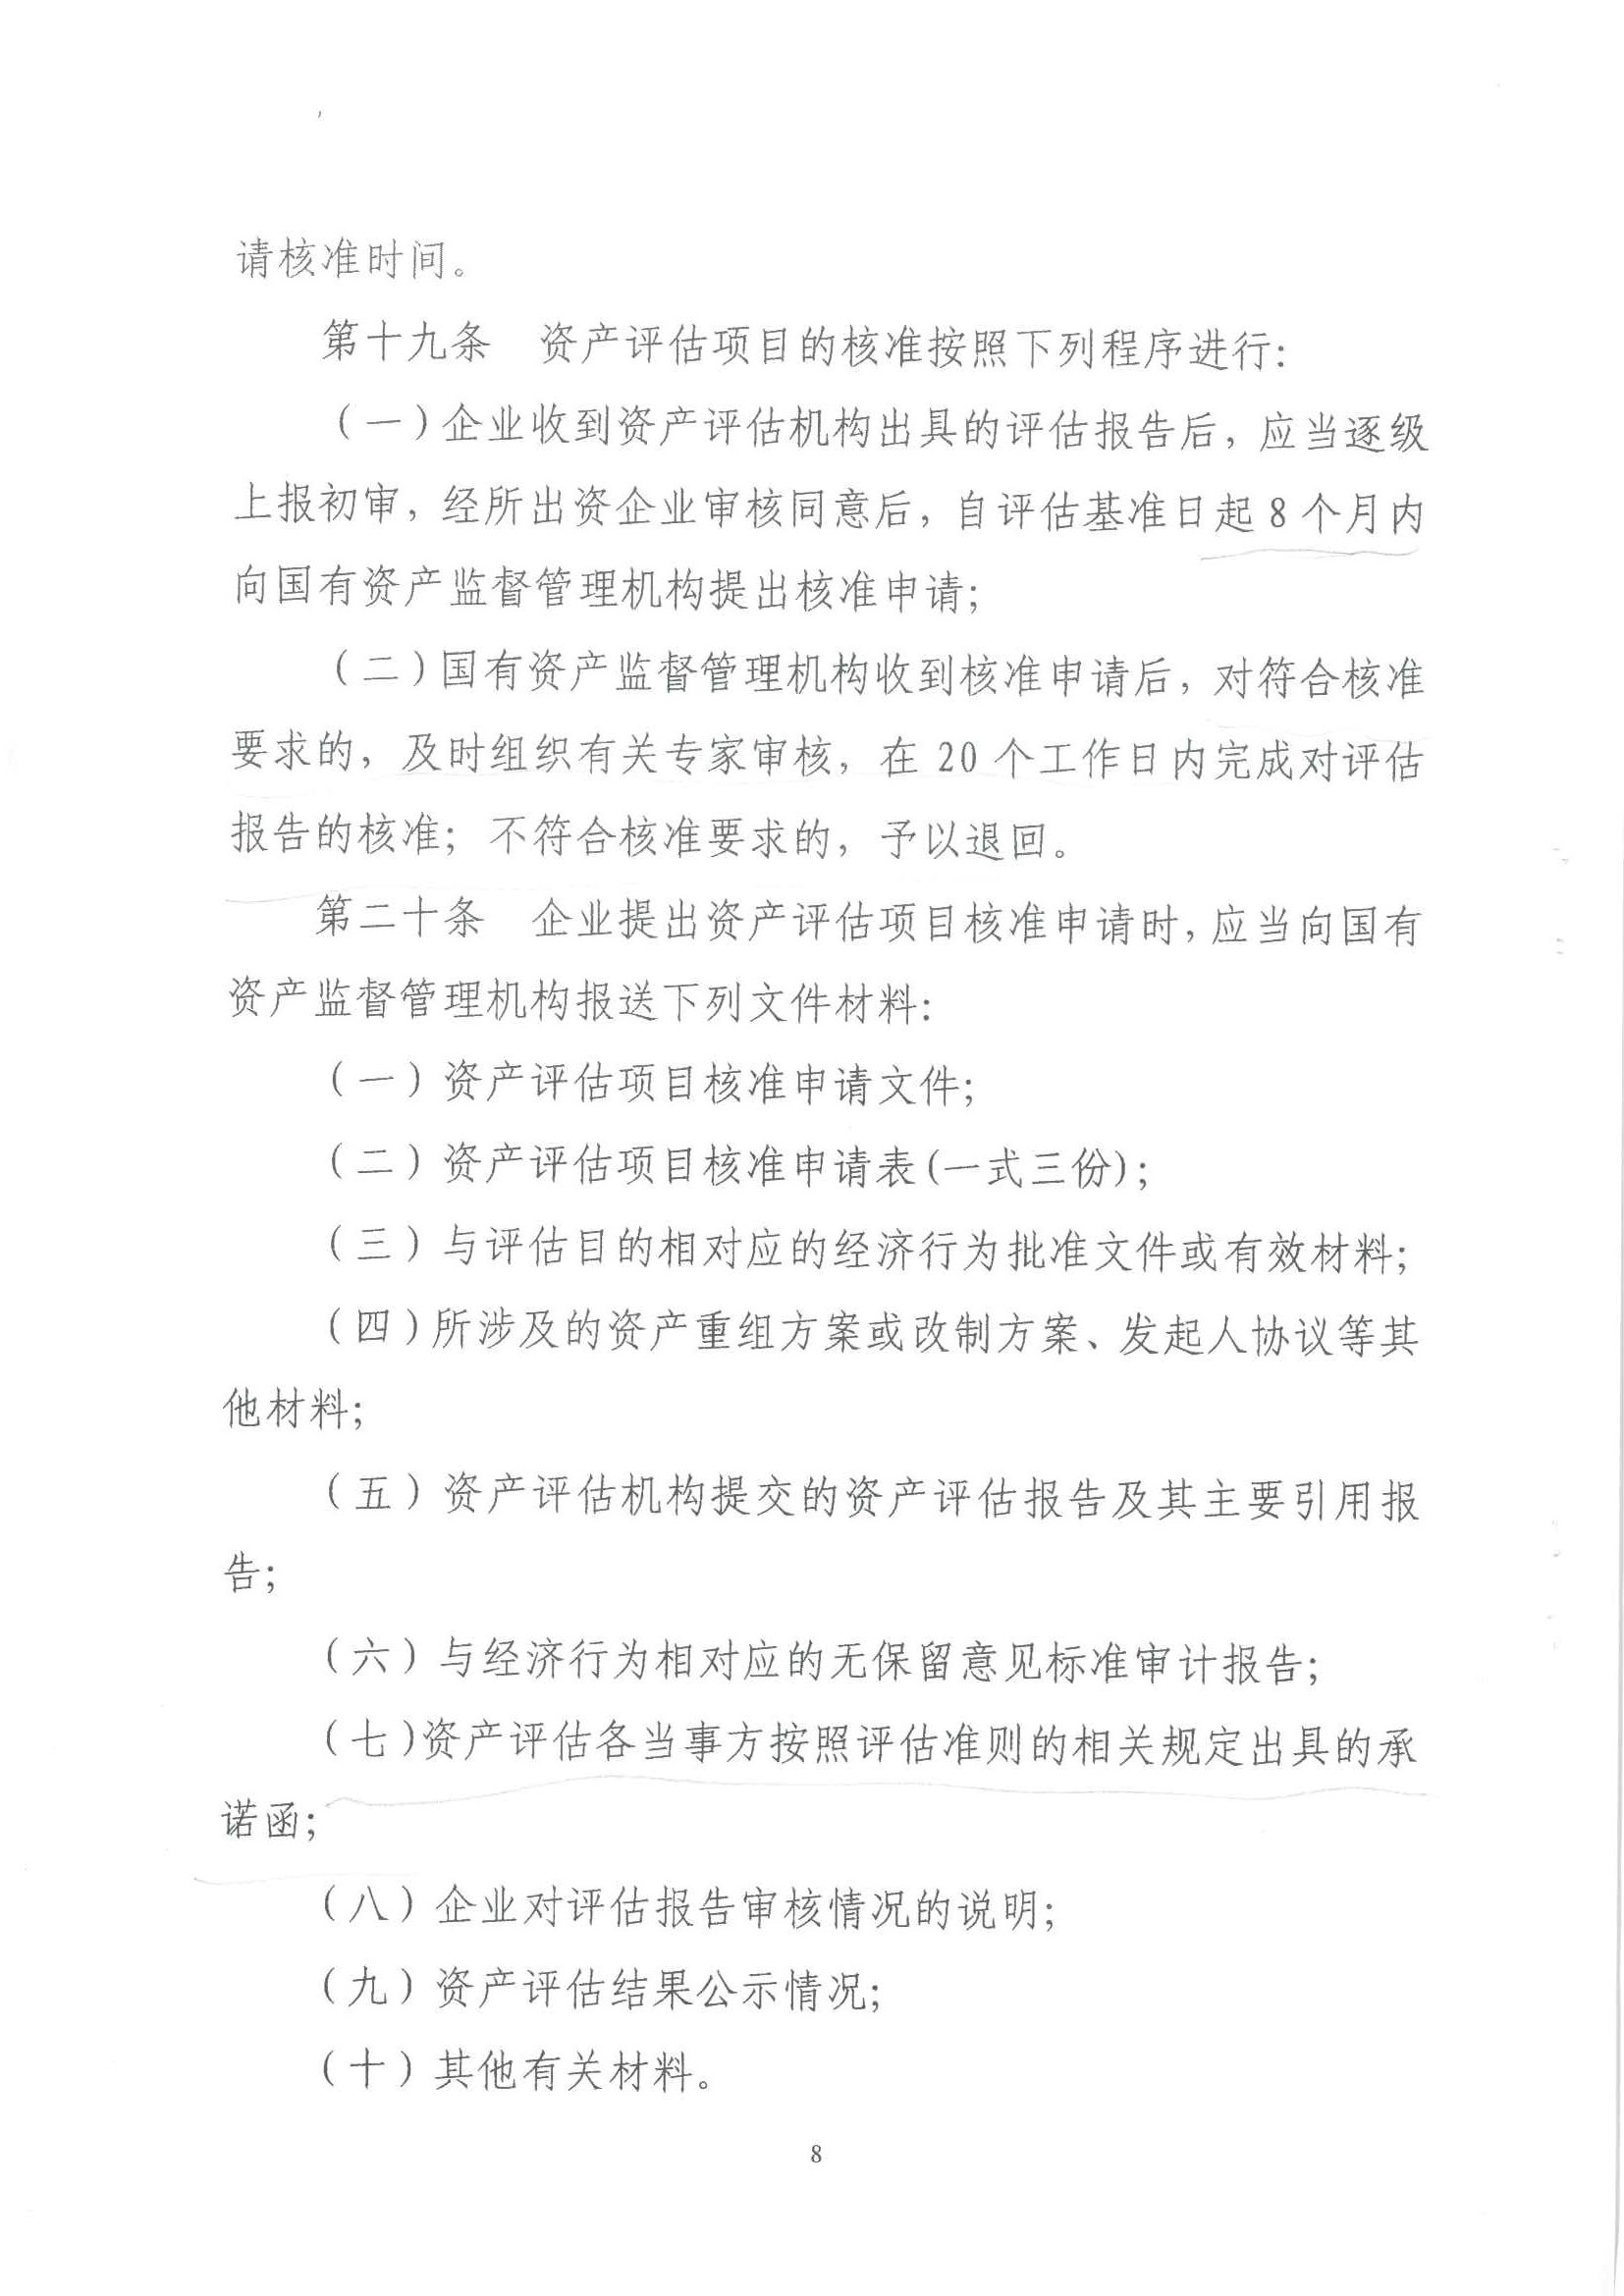 请核准时间。
第十九条　资产评估项目的核准按照下列程序进行：
（一）企业收到资产评估机构出具的评估报告后，应当逐级
上报初审，经所出资企业审核同意后，自评估基准日起 8 个月内
向国有资产监督管理机构提出核准申请；
（二）国有资产监督管理机构收到核准申请后，对符合核准
要求的，及时组织有关专家审核，在 20 个工作日内完成对评估
报告的核准；不符合核准要求的，予以退回。
第二十条　企业提出资产评估项目核准申请时，应当向国有
资产监督管理机构报送下列文件材料：
（一）资产评估项目核准申请文件；
（二）资产评估项目核准申请表(一式三份)；
（三）与评估目的相对应的经济行为批准文件或有效材料；
（四）所涉及的资产重组方案或改制方案、发起人协议等其
他材料；
（五）资产评估机构提交的资产评估报告及其主要引用报
告；
（六）与经济行为相对应的无保留意见标准审计报告；
（七）资产评估各当事方按照评估准则的相关规定出具的承
诺函；
（八）企业对评估报告审核情况的说明；
（九）资产评估结果公示情况；
（十）其他有关材料。
8